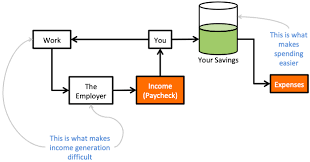 Work
You
This is what
makes
spending
easier
Your Savings
The
Employer
Income
(Paycheck)
Expenses
This is what makes
income generation
difficult